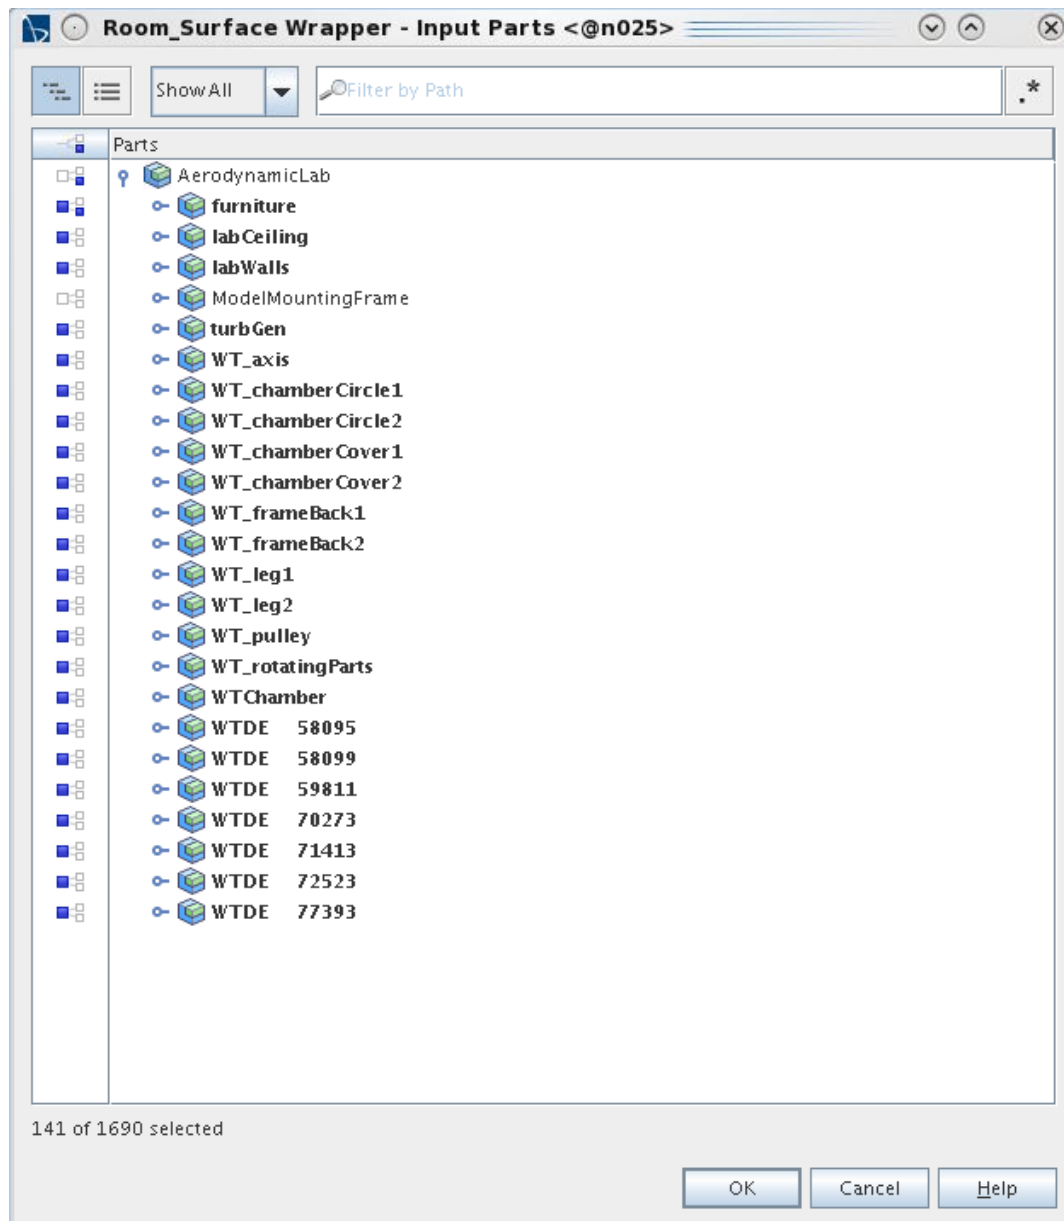 Room_Surface Wrapper - Input Parts <@n025>
Show All
Filter by Path
.*
Parts
AerodynamicLab
furniture
labCeiling
labWalls
ModelMountingFrame
turbGen
WT_axis
WT_chamberCircle1
WT_chamberCircle2
WT_chamberCover1
WT_chamberCover2
WT_frameBack1
WT_frameBack2
WT_leg1
WT_leg2
WT_pulley
WT_rotatingParts
WTChamber
WTDE 58095
WTDE 58099
WTDE 59811
WTDE 70273
WTDE 71413
WTDE 72523
WTDE 77393
141 of 1690 selected
OK Cancel Help